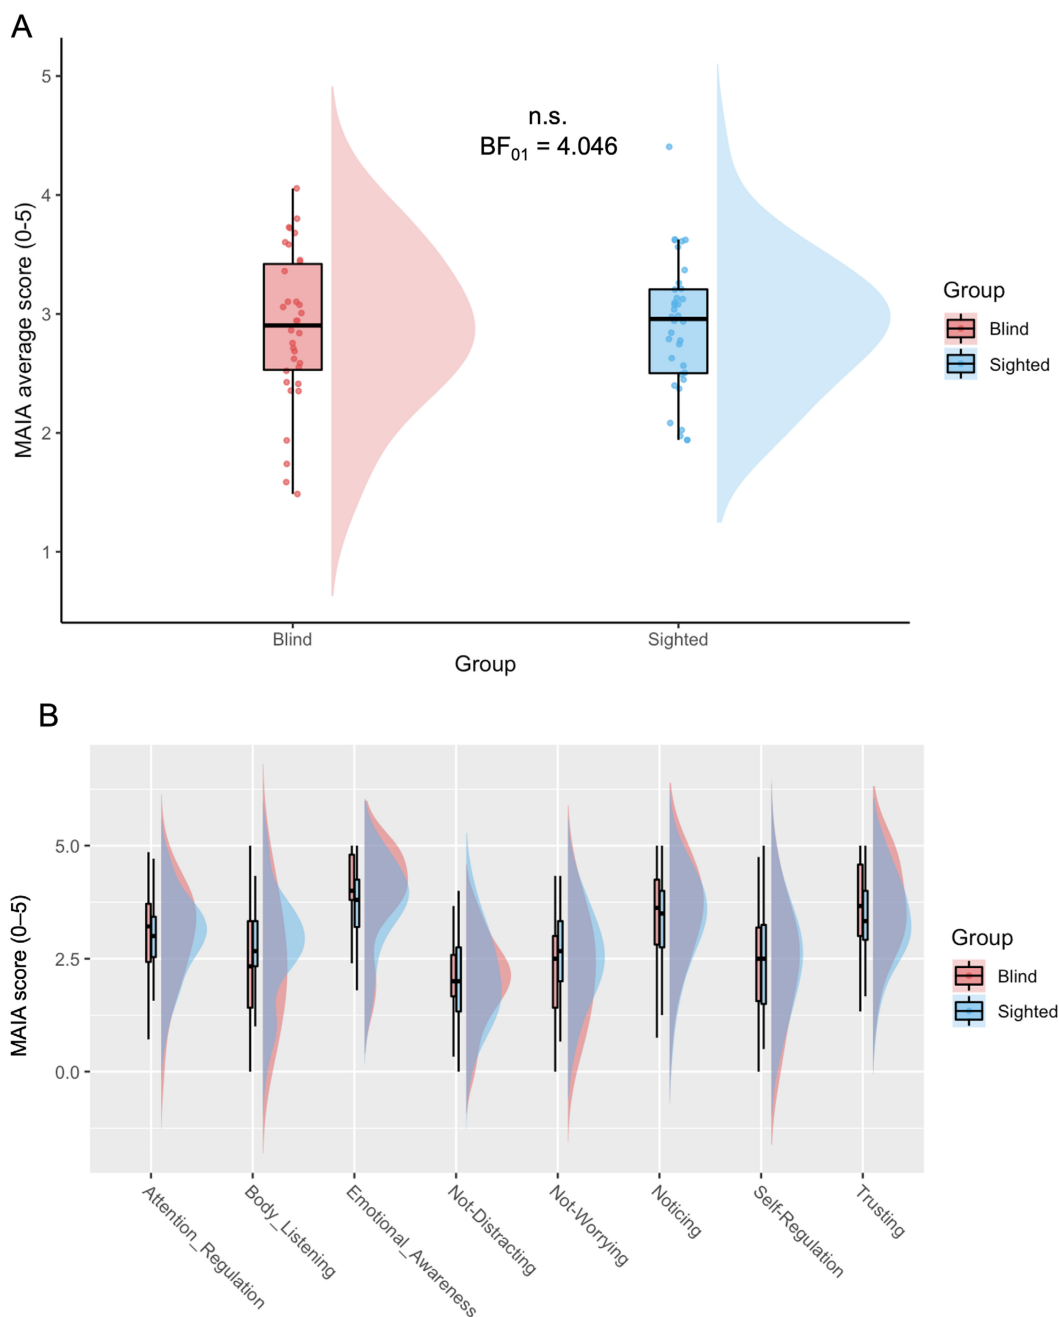 A
MAIA average score (0-5)
5
4
3
2
1
n.s.
BF01 = 4.046
Blind
Sighted
Group
Group
Blind
Sighted
B
MAIA score (0–5)
5.0
2.5
0.0
Attention_Regulation
Body_Listening
Emotional_Awareness
Not-Distracting
Not-Worrying
Noticing
Self-Regulation
Trusting
Group
Blind
Sighted